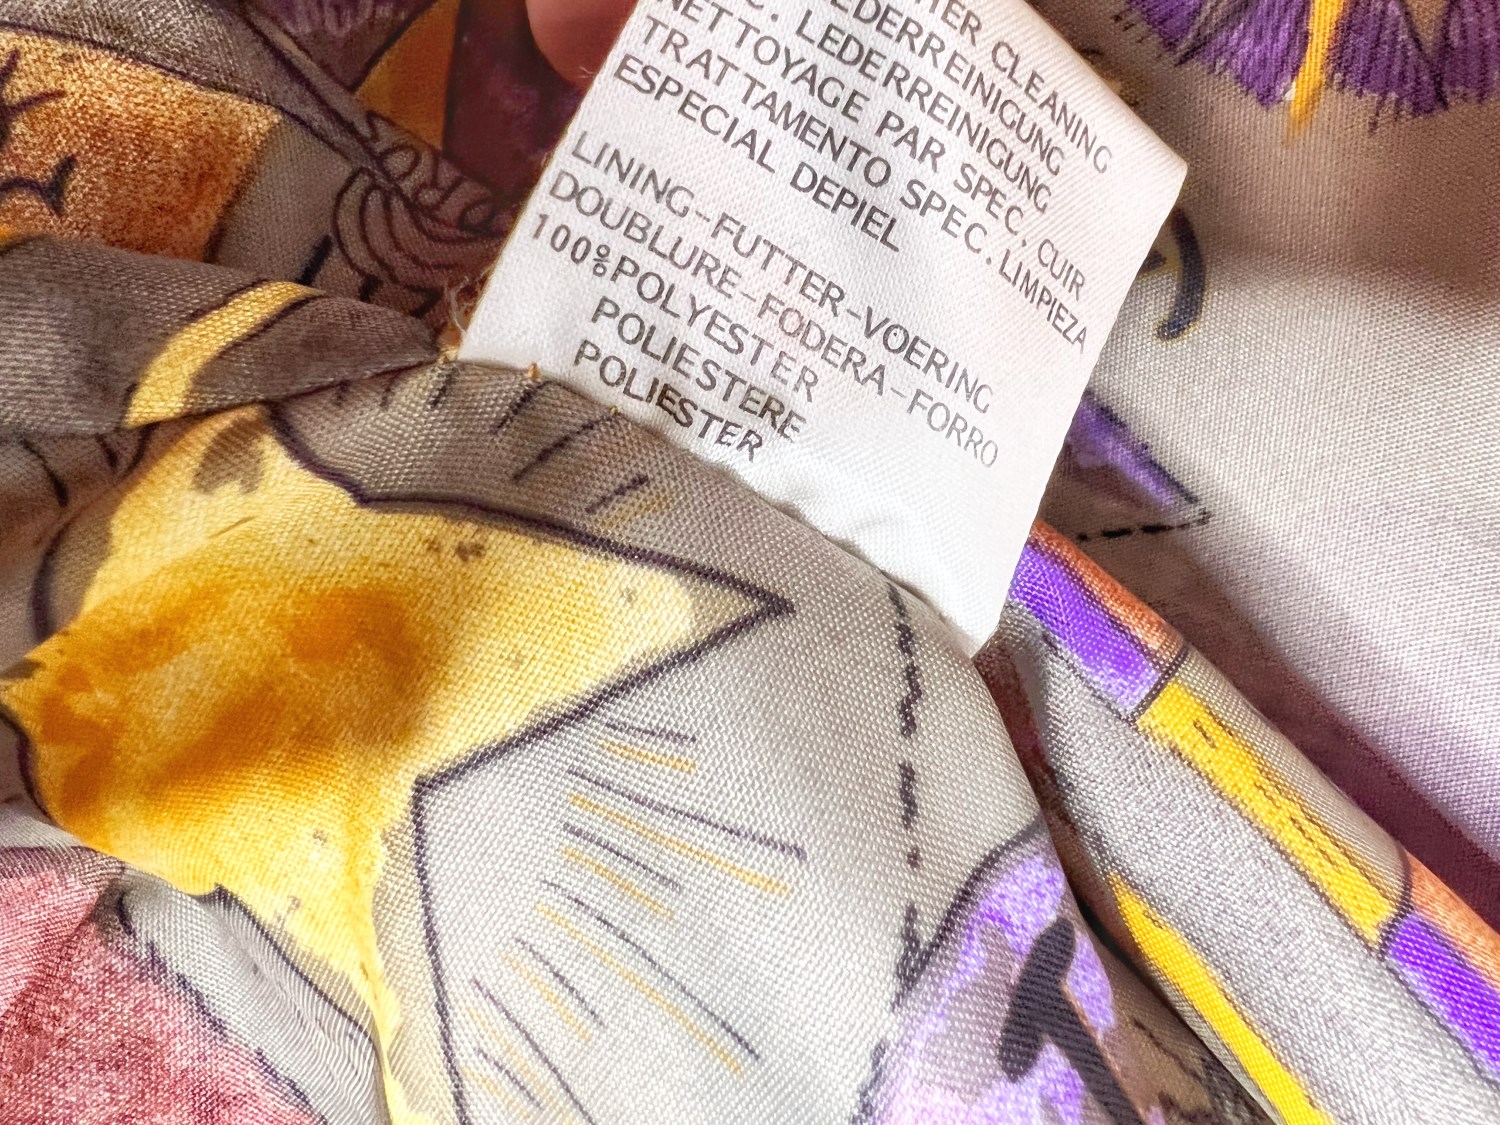 CLEANING
LEDERREINIGUNG
C. LEDERREINIGUNG
NETTOYAGE PAR SPEC. CUIR
TRATTAMENTO SPEC. LIMPIEZA
ESPECIAL DEPIEL
LINING-FUTTER-VOERING
DOUBLURE-FODERA-FORRO
100%POLYESTER
POLIESTERE
POLIESTER